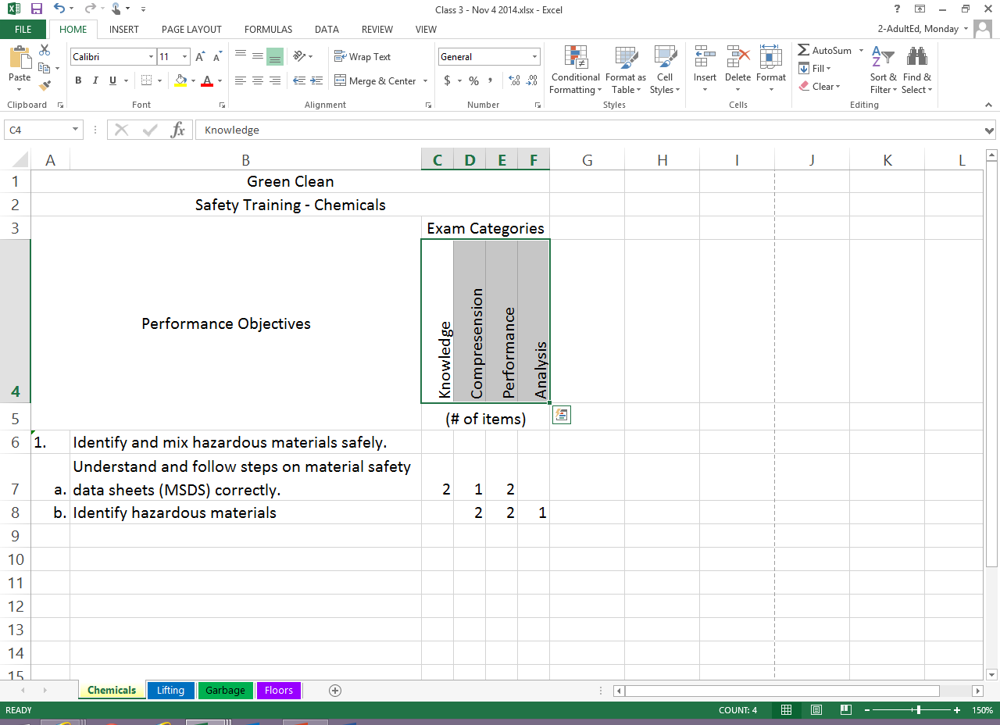 Class 3 - Nov 4 2014.xlsx - Excel
?
FILE HOME INSERT PAGE LAYOUT FORMULAS DATA REVIEW VIEW 2-AdultEd, Monday
Paste
Calibri 11
B I U A
Wrap Text
Merge & Center
General
$ % ,
Conditional Formatting
Format as Table
Cell Styles
Insert Delete Format
AutoSum
Fill
Clear
Sort & Filter
Find & Select
Clipboard Font Alignment Number Styles Cells Editing
C4 fx Knowledge
A B C D E F G H I J K L
1 Green Clean
2 Safety Training - Chemicals
3 Exam Categories
4 Performance Objectives Knowledge Compresension Performance Analysis
5 (# of items)
6 1. Identify and mix hazardous materials safely.
Understand and follow steps on material safety
7 a. data sheets (MSDS) correctly. 2 1 2
8 b. Identify hazardous materials 2 2 1
9
10
11
12
13
14
15
Chemicals Lifting Garbage Floors
READY COUNT: 4 150%